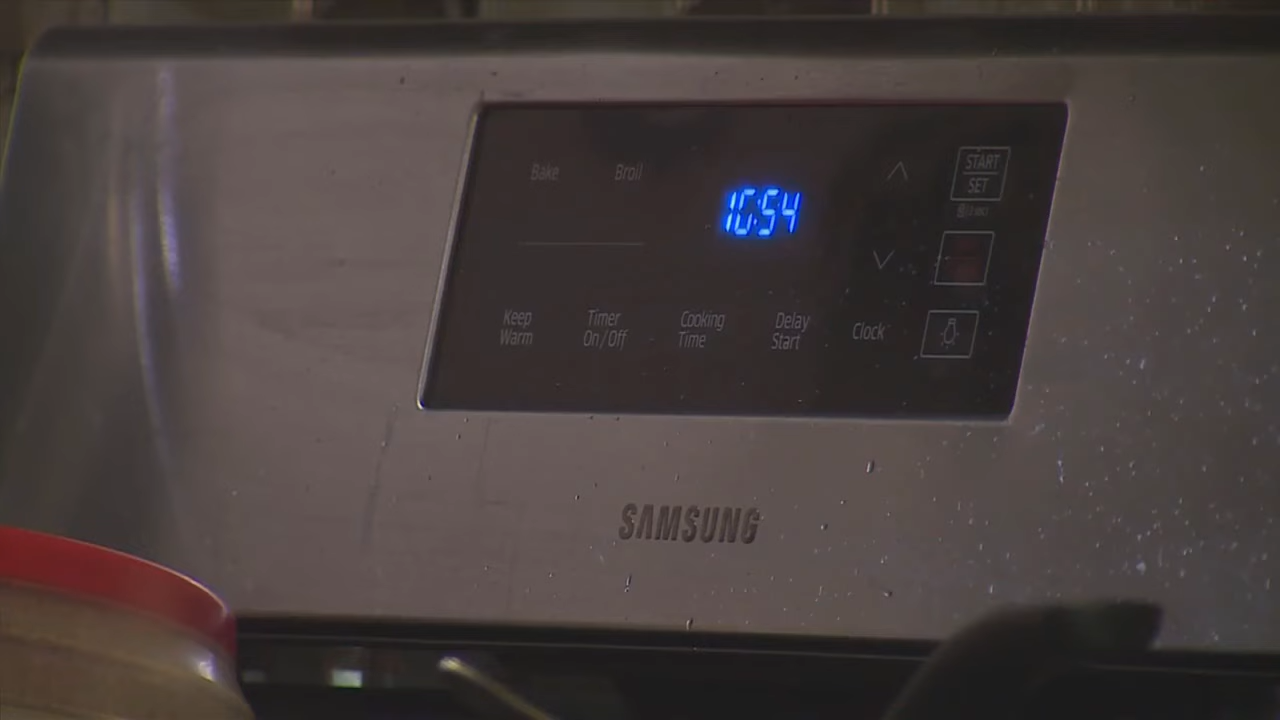 Bake
Broil
10:54
START
SET
Keep
Warm
Timer
On/Off
Cooking
Time
Delay
Start
Clock
SAMSUNG